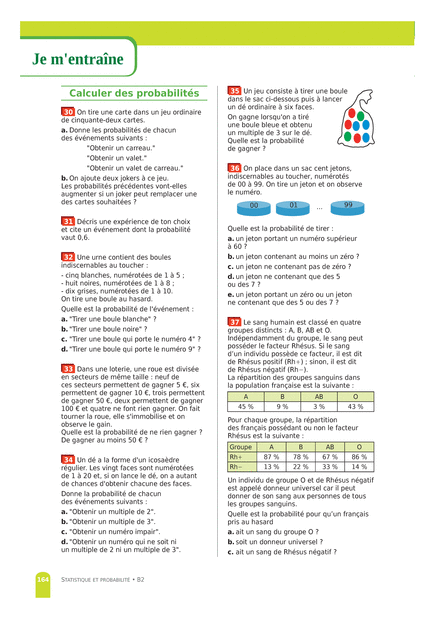 Je m'entraîne
Calculer des probabilités
30 On tire une carte dans un jeu ordinaire
de cinquante-deux cartes.
a. Donne les probabilités de chacun
des événements suivants :
"Obtenir un carreau."
"Obtenir un valet."
"Obtenir un valet de carreau."
b. On ajoute deux jokers à ce jeu.
Les probabilités précédentes vont-elles
augmenter si un joker peut remplacer une
des cartes souhaitées ?
31 Décris une expérience de ton choix
et cite un événement dont la probabilité
vaut 0,6.
32 Une urne contient des boules
indiscernables au toucher :
- cinq blanches, numérotées de 1 à 5 ;
- huit noires, numérotées de 1 à 8 ;
- dix grises, numérotées de 1 à 10.
On tire une boule au hasard.
Quelle est la probabilité de l'événement :
a. "Tirer une boule blanche" ?
b. "Tirer une boule noire" ?
c. "Tirer une boule qui porte le numéro 4" ?
d. "Tirer une boule qui porte le numéro 9" ?
33 Dans une loterie, une roue est divisée
en secteurs de même taille : neuf de
ces secteurs permettent de gagner 5 €, six
permettent de gagner 10 €, trois permettent
de gagner 50 €, deux permettent de gagner
100 € et quatre ne font rien gagner. On fait
tourner la roue, elle s'immobilise et on
observe le gain.
Quelle est la probabilité de ne rien gagner ?
De gagner au moins 50 € ?
34 Un dé a la forme d'un icosaèdre
régulier. Les vingt faces sont numérotées
de 1 à 20 et, si on lance le dé, on a autant
de chances d'obtenir chacune des faces.
Donne la probabilité de chacun
des événements suivants :
a. "Obtenir un multiple de 2".
b. "Obtenir un multiple de 3".
c. "Obtenir un numéro impair".
d. "Obtenir un numéro qui ne soit ni
un multiple de 2 ni un multiple de 3".
35 Un jeu consiste à tirer une boule
dans le sac ci-dessous puis à lancer
un dé ordinaire à six faces.
On gagne lorsqu'on a tiré
une boule bleue et obtenu
un multiple de 3 sur le dé.
Quelle est la probabilité
de gagner ?
36 On place dans un sac cent jetons,
indiscernables au toucher, numérotés
de 00 à 99. On tire un jeton et on observe
le numéro.
00 01 ... 99
Quelle est la probabilité de tirer :
a. un jeton portant un numéro supérieur
à 60 ?
b. un jeton contenant au moins un zéro ?
c. un jeton ne contenant pas de zéro ?
d. un jeton ne contenant que des 5
ou des 7 ?
e. un jeton portant un zéro ou un jeton
ne contenant que des 5 ou des 7 ?
37 Le sang humain est classé en quatre
groupes distincts : A, B, AB et O.
Indépendamment du groupe, le sang peut
posséder le facteur Rhésus. Si le sang
d'un individu possède ce facteur, il est dit
de Rhésus positif (Rh+) ; sinon, il est dit
de Rhésus négatif (Rh−).
La répartition des groupes sanguins dans
la population française est la suivante :
A B AB O
45 % 9 % 3 % 43 %
Pour chaque groupe, la répartition
des français possédant ou non le facteur
Rhésus est la suivante :
Groupe A B AB O
Rh+ 87 % 78 % 67 % 86 %
Rh− 13 % 22 % 33 % 14 %
Un individu de groupe O et de Rhésus négatif
est appelé donneur universel car il peut
donner de son sang aux personnes de tous
les groupes sanguins.
Quelle est la probabilité pour qu'un français
pris au hasard
a. ait un sang du groupe O ?
b. soit un donneur universel ?
c. ait un sang de Rhésus négatif ?
164 STATISTIQUE ET PROBABILITÉ • B2